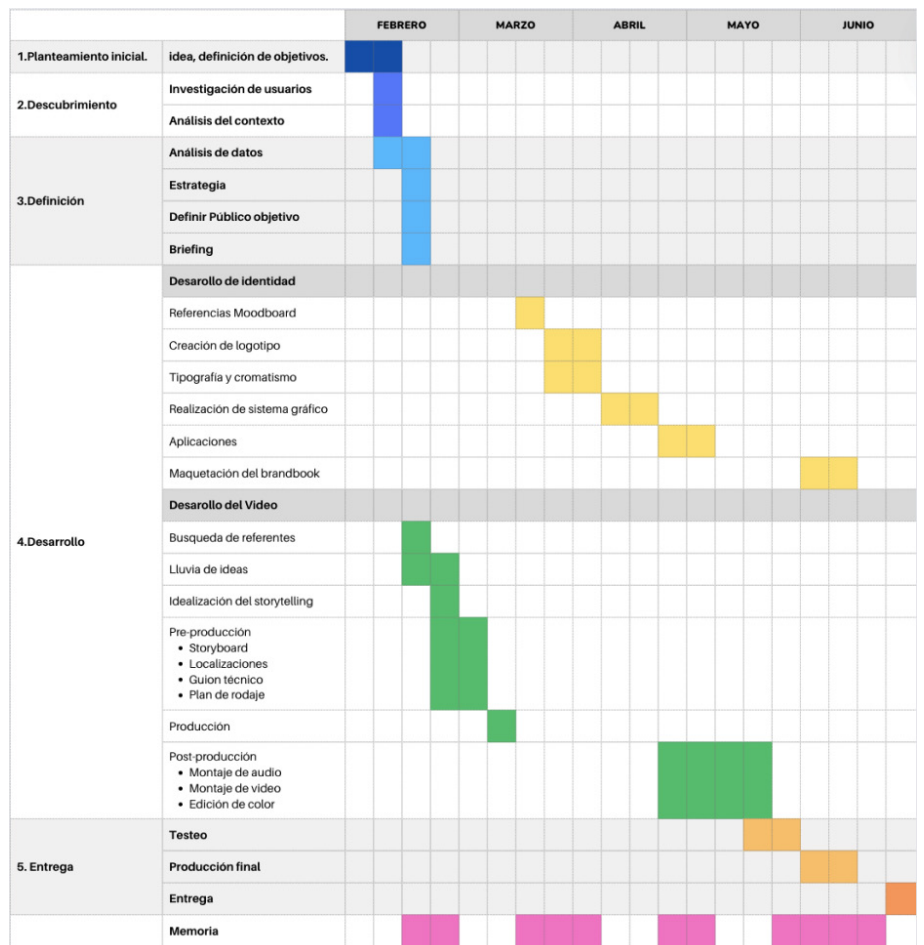 FEBRERO MARZO ABRIL MAYO JUNIO
1.Planteamiento inicial. idea, definición de objetivos.
2.Descubrimiento
Investigación de usuarios
Análisis del contexto
3.Definición
Análisis de datos
Estrategia
Definir Público objetivo
Briefing
4.Desarrollo
Desarollo de identidad
Referencias Moodboard
Creación de logotipo
Tipografía y cromatismo
Realización de sistema gráfico
Aplicaciones
Maquetación del brandbook
Desarollo del Video
Busqueda de referentes
Lluvia de ideas
Idealización del storytelling
Pre-producción
• Storyboard
• Localizaciones
• Guion técnico
• Plan de rodaje
Producción
Post-producción
• Montaje de audio
• Montaje de video
• Edición de color
5. Entrega
Testeo
Producción final
Entrega
Memoria